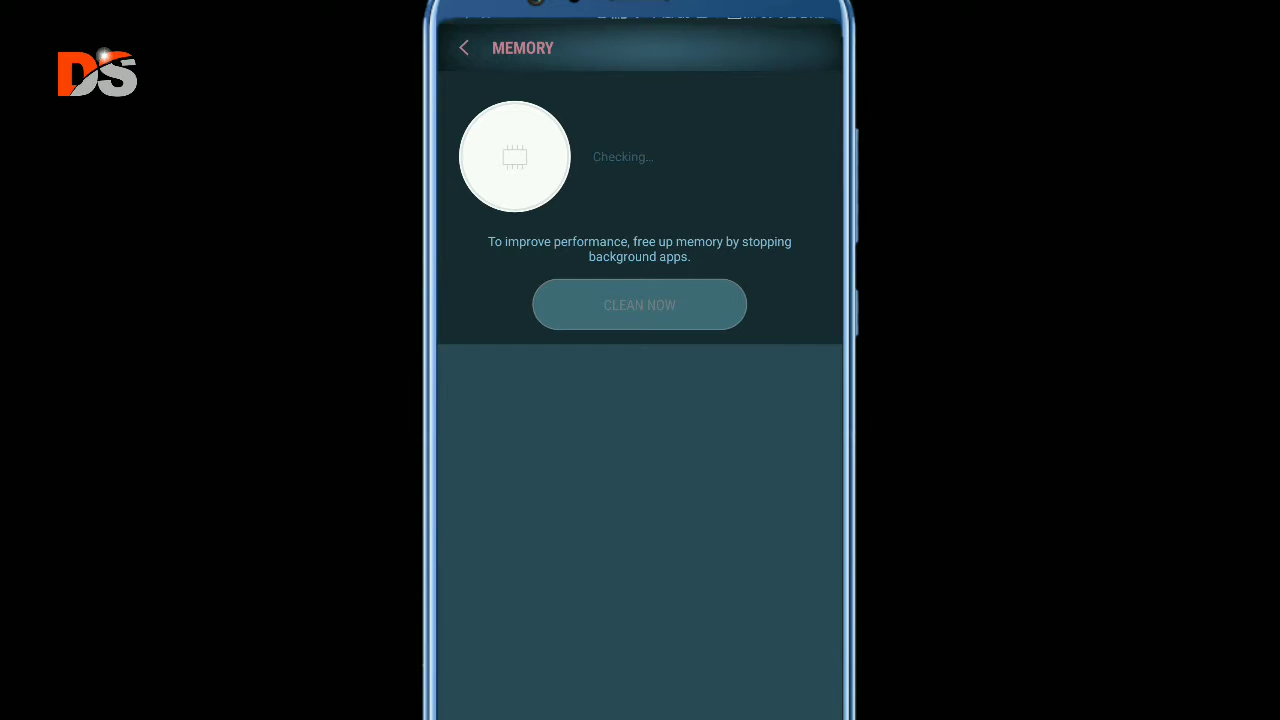 DS
MEMORY
Checking...
To improve performance, free up memory by stopping
background apps.
CLEAN NOW